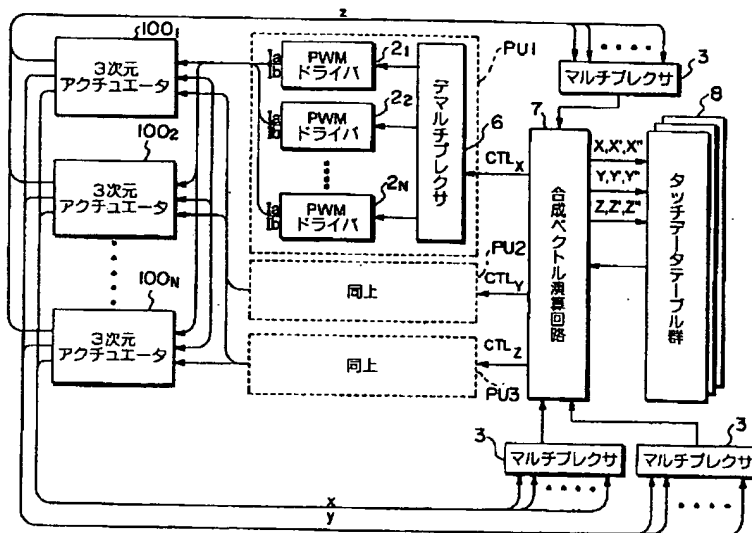 z
100₁
3次元
アクチュエータ
100₂
3次元
アクチュエータ
100N
3次元
アクチュエータ
Ia
Ib
PWM
ドライバ
2₁
Ia
Ib
PWM
ドライバ
2₂
Ia
Ib
PWM
ドライバ
2N
デマルチプレクサ
6
PU1
CTLX
同上
PU2
CTLY
同上
PU3
CTLZ
マルチプレクサ
3
7
合成ベクトル演算回路
X,X',X"
Y,Y',Y"
Z,Z',Z"
8
タッチデータテーブル群
3
マルチプレクサ
3
マルチプレクサ
x
y